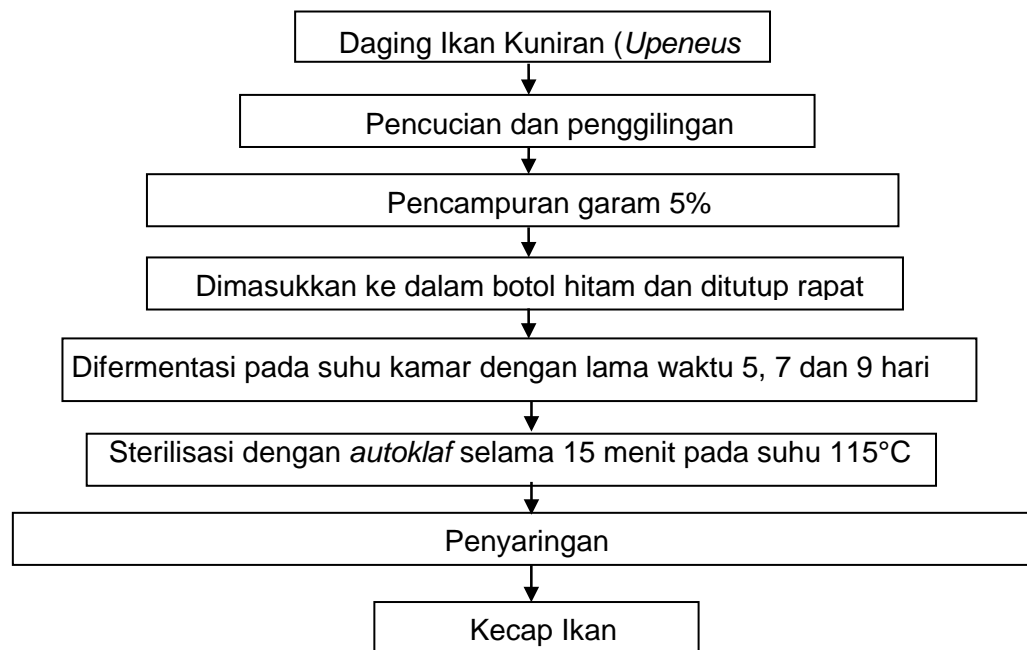 Daging Ikan Kuniran (Upeneus
Pencucian dan penggilingan
Pencampuran garam 5%
Dimasukkan ke dalam botol hitam dan ditutup rapat
Difermentasi pada suhu kamar dengan lama waktu 5, 7 dan 9 hari
Sterilisasi dengan autoklaf selama 15 menit pada suhu 115°C
Penyaringan
Kecap Ikan